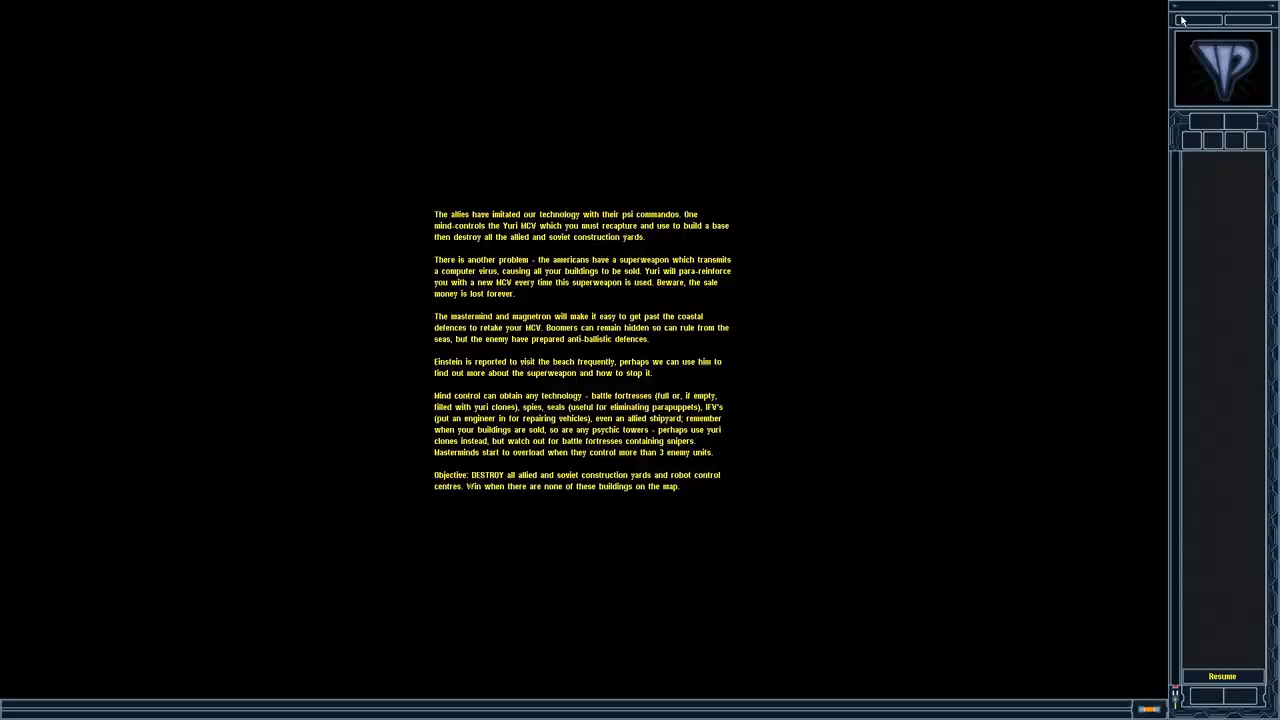 The allies have imitated our technology with their psi commandos. One
mind-controls the Yuri MCV which you must recapture and use to build a base
then destroy all the allied and soviet construction yards.
There is another problem - the americans have a superweapon which transmits
a computer virus, causing all your buildings to be sold. Yuri will para-reinforce
you with a new MCV every time this superweapon is used. Beware, the sale
money is lost forever.
The mastermind and magnetron will make it easy to get past the coastal
defences to retake your MCV. Boomers can remain hidden so can rule from the
seas, but the enemy have prepared anti-ballistic defences.
Einstein is reported to visit the beach frequently, perhaps we can use him to
find out more about the superweapon and how to stop it.
Mind control can obtain any technology - battle fortresses (full or, if empty,
filled with yuri clones), spies, seals (useful for eliminating parapuppets), IFV's
(put an engineer in for repairing vehicles), even an allied shipyard; remember
when your buildings are sold, so are any psychic towers - perhaps use yuri
clones instead, but watch out for battle fortresses containing snipers.
Masterminds start to overload when they control more than 3 enemy units.
Objective: DESTROY all allied and soviet construction yards and robot control
centres. Win when there are none of these buildings on the map.
Resume